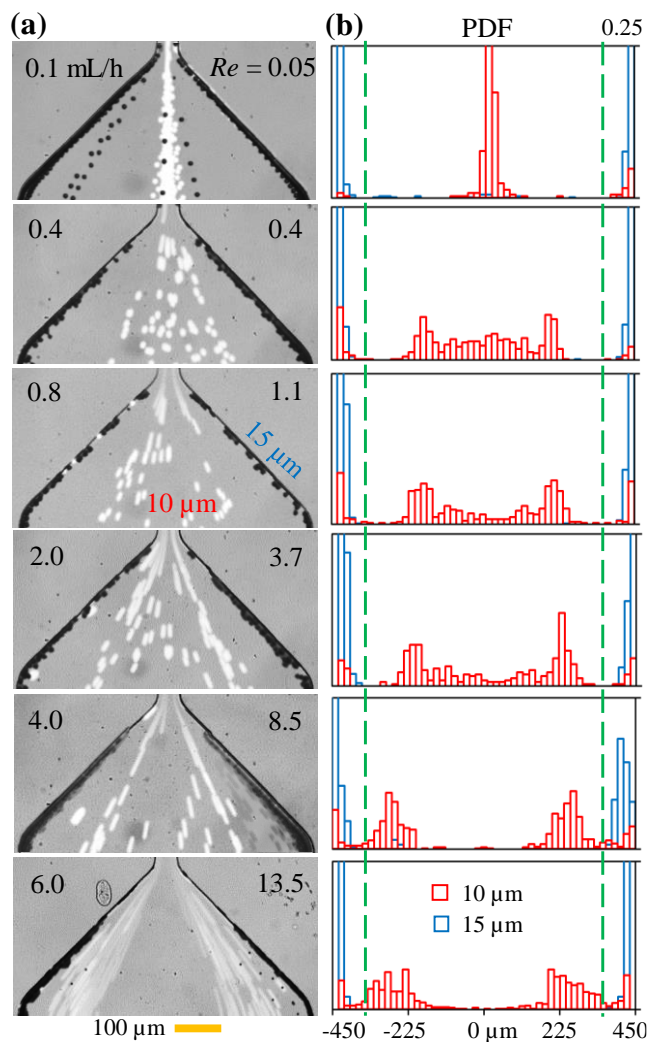 (a)
(b)
PDF 0.25
0.1 mL/h Re = 0.05
0.4 0.4
0.8 1.1
15 µm
10 µm
2.0 3.7
4.0 8.5
6.0 13.5
10 µm
15 µm
100 µm
-450 -225 0 µm 225 450